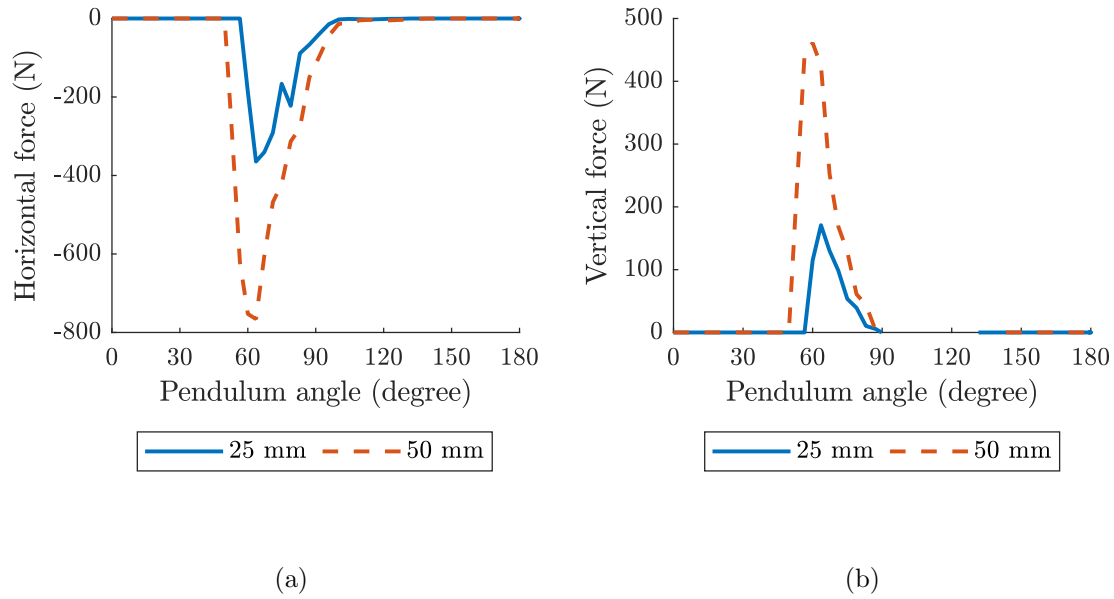 0
-200
-400
-600
-800
Horizontal force (N)
0 30 60 90 120 150 180
Pendulum angle (degree)
25 mm 50 mm
(a)
500
400
300
200
100
0
Vertical force (N)
0 30 60 90 120 150 180
Pendulum angle (degree)
25 mm 50 mm
(b)